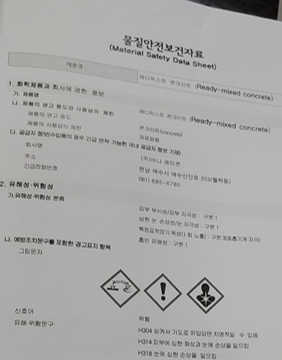 물질안전보건자료
(Material Safety Data Sheet)
제품명 레디믹스트 콘크리트 (Ready-mixed concrete)
1. 화학제품과 회사에 관한 정보
가. 제품명 레디믹스트 콘크리트 (Ready-mixed concrete)
나. 제품의 권고 용도와 사용상의 제한
제품의 권고 용도 콘크리트(concrete)
제품의 사용상의 제한 자료없음
다. 공급자 정보(수입품의 경우 긴급 연락 가능한 국내 공급자 정보 기재)
회사명 레미콘
주소 전남 여수시 여수산단로
긴급전화번호 061) 685-6780
2. 유해성·위험성
가.유해성·위험성 분류 피부 부식성/피부 자극성 : 구분1
심한 눈 손상성/눈 자극성 : 구분1
특정표적장기 독성(1회 노출) : 구분3(호흡기계 자극)
흡인 유해성 : 구분1
나. 예방조치문구를 포함한 경고표지 항목
그림문자
신호어 위험
유해·위험문구 H304 삼켜서 기도로 유입되면 치명적일 수 있음
H314 피부에 심한 화상과 눈에 손상을 일으킴
H318 눈에 심한 손상을 일으킴